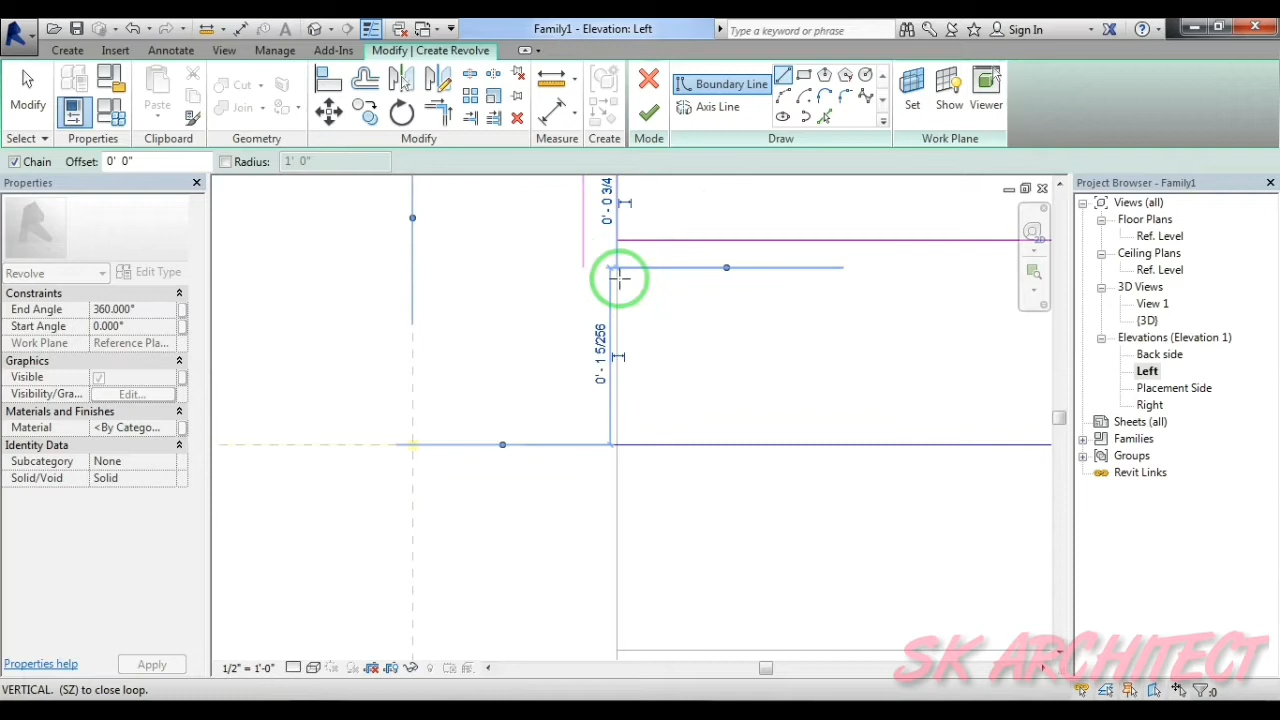 Family1 - Elevation: Left
Type a keyword or phrase
Sign In
Create
Insert
Annotate
View
Manage
Add-Ins
Modify | Create Revolve
Modify
Paste
Cut
Join
Boundary Line
Axis Line
Set
Show
Viewer
Select
Properties
Clipboard
Geometry
Modify
Measure
Create
Mode
Draw
Work Plane
Chain
Offset:
0' 0"
Radius:
1' 0"
Properties
Revolve
Edit Type
Constraints
End Angle
360.000°
Start Angle
0.000°
Work Plane
Reference Pla...
Graphics
Visible
Visibility/Gra...
Edit...
Materials and Finishes
Material
<By Catego...
Identity Data
Subcategory
None
Solid/Void
Solid
Properties help
Apply
0' - 0 3/4
0' - 1 5/256
2D
Project Browser - Family1
Views (all)
Floor Plans
Ref. Level
Ceiling Plans
Ref. Level
3D Views
View 1
{3D}
Elevations (Elevation 1)
Back side
Left
Placement Side
Right
Sheets (all)
Families
Groups
Revit Links
1/2" = 1'-0"
SK ARCHITECT
VERTICAL. (SZ) to close loop.
:0